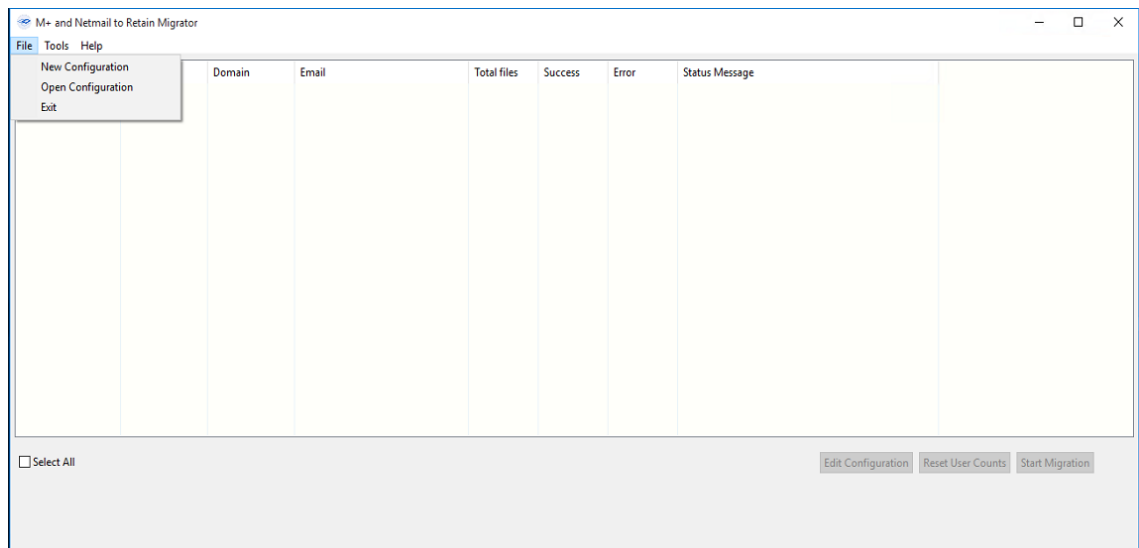 M+ and Netmail to Retain Migrator
File Tools Help
New Configuration
Open Configuration
Exit
Domain Email Total files Success Error Status Message
Select All
Edit Configuration Reset User Counts Start Migration